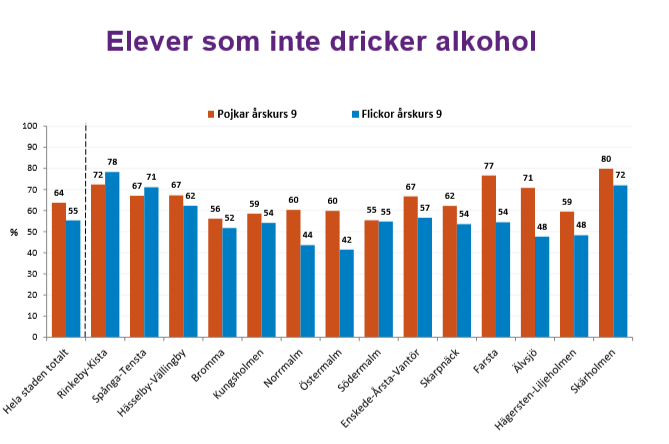 Elever som inte dricker alkohol
Pojkar årskurs 9 Flickor årskurs 9
100
90
80
70
60
50
40
30
20
10
0
%
64 55
72 78
67 71
67 62
56 52
59 54
60 44
60 42
55 55
67 57
62 54
77 54
71 48
59 48
80 72
Hela staden totalt
Rinkeby-Kista
Spånga-Tensta
Hässelby-Vällingby
Bromma
Kungsholmen
Norrmalm
Östermalm
Södermalm
Enskede-Årsta-Vantör
Skarpnäck
Farsta
Älvsjö
Hägersten-Liljeholmen
Skärholmen